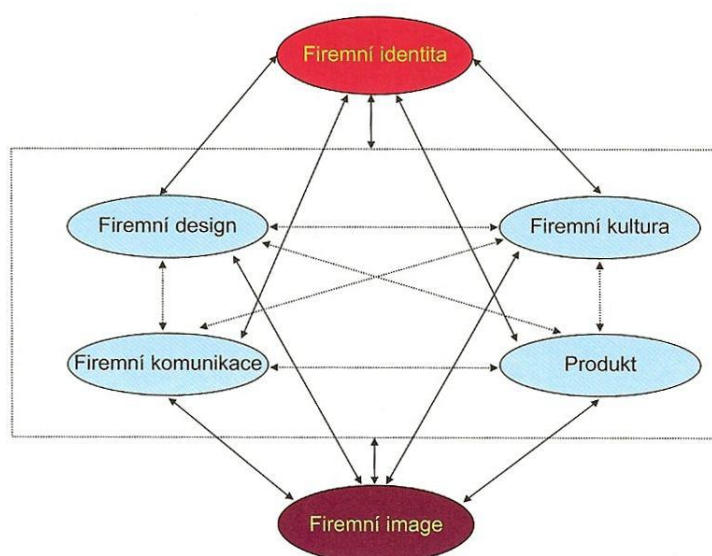 Firemní identita
Firemní design
Firemní kultura
Firemní komunikace
Produkt
Firemní image